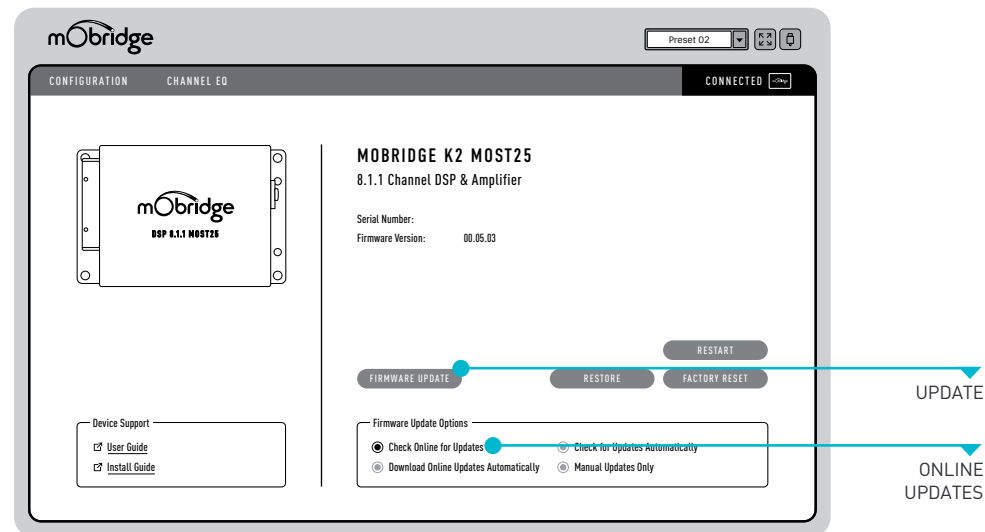 mObridge
Preset 02
CONFIGURATION CHANNEL EQ CONNECTED
mObridge
DSP 8.1.1 MOST25
MOBRIDGE K2 MOST25
8.1.1 Channel DSP & Amplifier
Serial Number:
Firmware Version: 00.05.03
RESTART
FIRMWARE UPDATE RESTORE FACTORY RESET
UPDATE
Device Support
User Guide
Install Guide
Firmware Update Options
Check Online for Updates Check for Updates Automatically
Download Online Updates Automatically Manual Updates Only
ONLINE
UPDATES